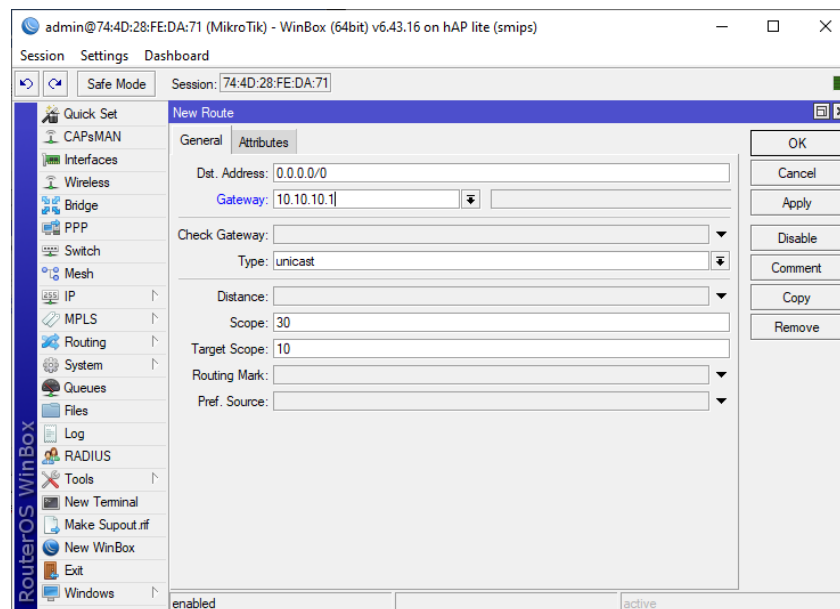 admin@74:4D:28:FE:DA:71 (MikroTik) - WinBox (64bit) v6.43.16 on hAP lite (smips)
Session Settings Dashboard
Safe Mode Session: 74:4D:28:FE:DA:71
RouterOS WinBox
Quick Set
CAPsMAN
Interfaces
Wireless
Bridge
PPP
Switch
Mesh
255 IP
MPLS
Routing
System
Queues
Files
Log
RADIUS
Tools
New Terminal
Make Supout.rif
New WinBox
Exit
Windows
New Route
General Attributes
Dst. Address: 0.0.0.0/0
Gateway: 10.10.10.1
Check Gateway:
Type: unicast
Distance:
Scope: 30
Target Scope: 10
Routing Mark:
Pref. Source:
OK
Cancel
Apply
Disable
Comment
Copy
Remove
enabled active